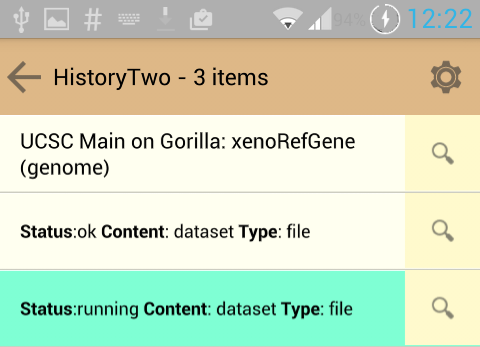 94% 12:22
HistoryTwo - 3 items
UCSC Main on Gorilla: xenoRefGene
(genome)
Status:ok Content: dataset Type: file
Status:running Content: dataset Type: file